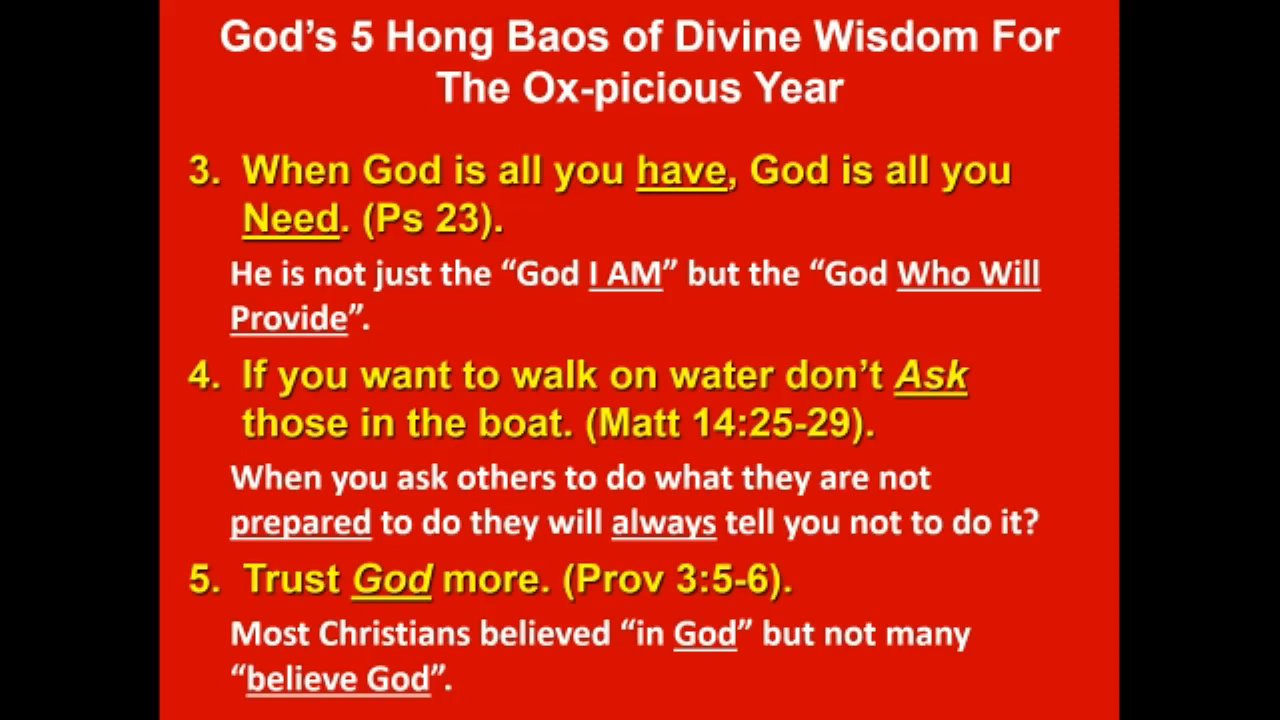 God’s 5 Hong Baos of Divine Wisdom For
The Ox-picious Year
3. When God is all you have, God is all you
Need. (Ps 23).
He is not just the “God I AM” but the “God Who Will
Provide”.
4. If you want to walk on water don’t Ask
those in the boat. (Matt 14:25-29).
When you ask others to do what they are not
prepared to do they will always tell you not to do it?
5. Trust God more. (Prov 3:5-6).
Most Christians believed “in God” but not many
“believe God”.